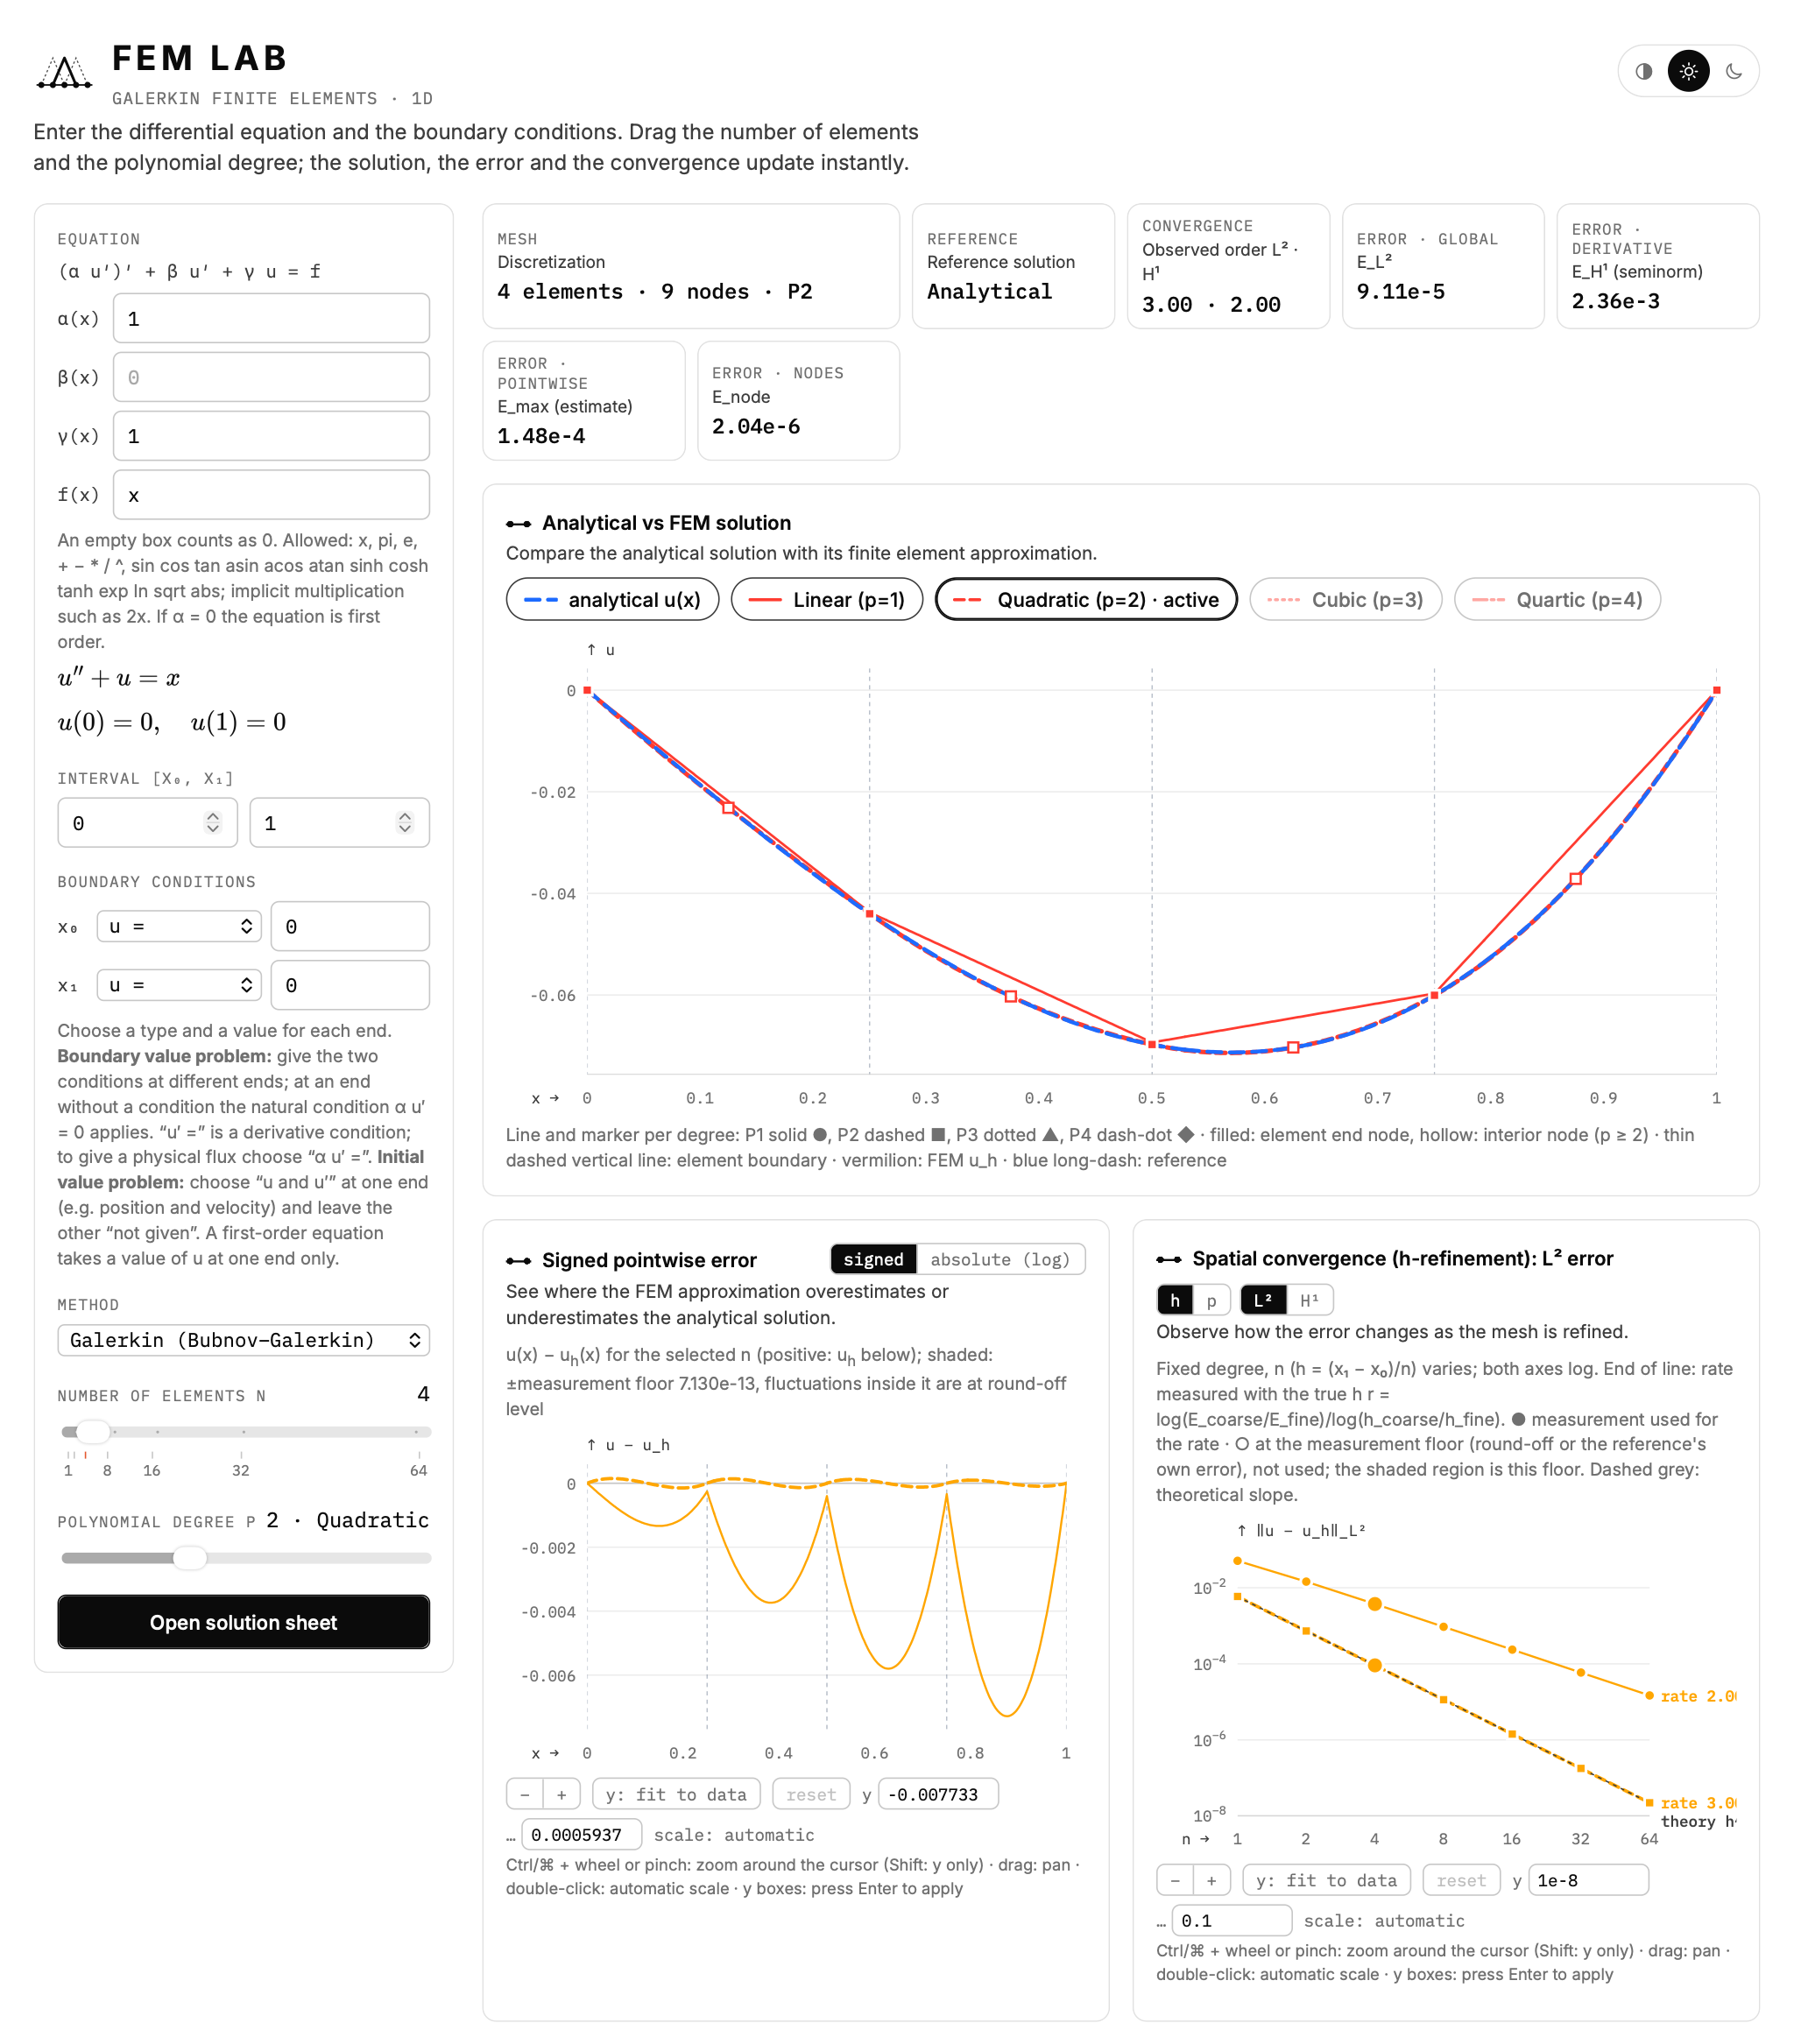 FEM LAB
GALERKIN FINITE ELEMENTS · 1D
Enter the differential equation and the boundary conditions. Drag the number of elements
and the polynomial degree; the solution, the error and the convergence update instantly.
EQUATION
(α u′)′ + β u′ + γ u = f
α(x) 1
β(x) 0
γ(x) 1
f(x) x
An empty box counts as 0. Allowed: x, pi, e,
+ − * / ^, sin cos tan asin acos atan sinh cosh
tanh exp ln sqrt abs; implicit multiplication
such as 2x. If α = 0 the equation is first
order.
u″ + u = x
u(0) = 0, u(1) = 0
INTERVAL [X₀, X₁]
0 1
BOUNDARY CONDITIONS
x₀ u = 0
x₁ u = 0
Choose a type and a value for each end.
Boundary value problem: give the two
conditions at different ends; at an end
without a condition the natural condition α u′
= 0 applies. “u′ =” is a derivative condition;
to give a physical flux choose “α u′ =”. Initial
value problem: choose “u and u′” at one end
(e.g. position and velocity) and leave the
other “not given”. A first-order equation
takes a value of u at one end only.
METHOD
Galerkin (Bubnov–Galerkin)
NUMBER OF ELEMENTS N 4
1 8 16 32 64
POLYNOMIAL DEGREE P 2 · Quadratic
Open solution sheet
MESH
Discretization
4 elements · 9 nodes · P2
REFERENCE
Reference solution
Analytical
CONVERGENCE
Observed order L² ·
H¹
3.00 · 2.00
ERROR · GLOBAL
E_L²
9.11e-5
ERROR ·
DERIVATIVE
E_H¹ (seminorm)
2.36e-3
ERROR ·
POINTWISE
E_max (estimate)
1.48e-4
ERROR · NODES
E_node
2.04e-6
Analytical vs FEM solution
Compare the analytical solution with its finite element approximation.
analytical u(x) Linear (p=1) Quadratic (p=2) · active Cubic (p=3) Quartic (p=4)
↑ u
0
-0.02
-0.04
-0.06
x → 0 0.1 0.2 0.3 0.4 0.5 0.6 0.7 0.8 0.9 1
Line and marker per degree: P1 solid ●, P2 dashed ■, P3 dotted ▲, P4 dash-dot ◆ · filled: element end node, hollow: interior node (p ≥ 2) · thin
dashed vertical line: element boundary · vermilion: FEM u_h · blue long-dash: reference
Signed pointwise error signed absolute (log)
See where the FEM approximation overestimates or
underestimates the analytical solution.
u(x) − uₕ(x) for the selected n (positive: uₕ below); shaded:
±measurement floor 7.130e-13, fluctuations inside it are at round-off
level
↑ u − u_h
0
-0.002
-0.004
-0.006
x → 0 0.2 0.4 0.6 0.8 1
− + y: fit to data reset y -0.007733
… 0.0005937 scale: automatic
Ctrl/⌘ + wheel or pinch: zoom around the cursor (Shift: y only) · drag: pan ·
double-click: automatic scale · y boxes: press Enter to apply
Spatial convergence (h-refinement): L² error
h p L² H¹
Observe how the error changes as the mesh is refined.
Fixed degree, n (h = (x₁ − x₀)/n) varies; both axes log. End of line: rate
measured with the true h r =
log(E_coarse/E_fine)/log(h_coarse/h_fine). ● measurement used for
the rate · ○ at the measurement floor (round-off or the reference's
own error), not used; the shaded region is this floor. Dashed grey:
theoretical slope.
↑ ‖u − u_h‖_L²
10⁻²
10⁻⁴
rate 2.0
10⁻⁶
rate 3.0
10⁻⁸
theory h
n → 1 2 4 8 16 32 64
− + y: fit to data reset y 1e-8
… 0.1 scale: automatic
Ctrl/⌘ + wheel or pinch: zoom around the cursor (Shift: y only) · drag: pan ·
double-click: automatic scale · y boxes: press Enter to apply